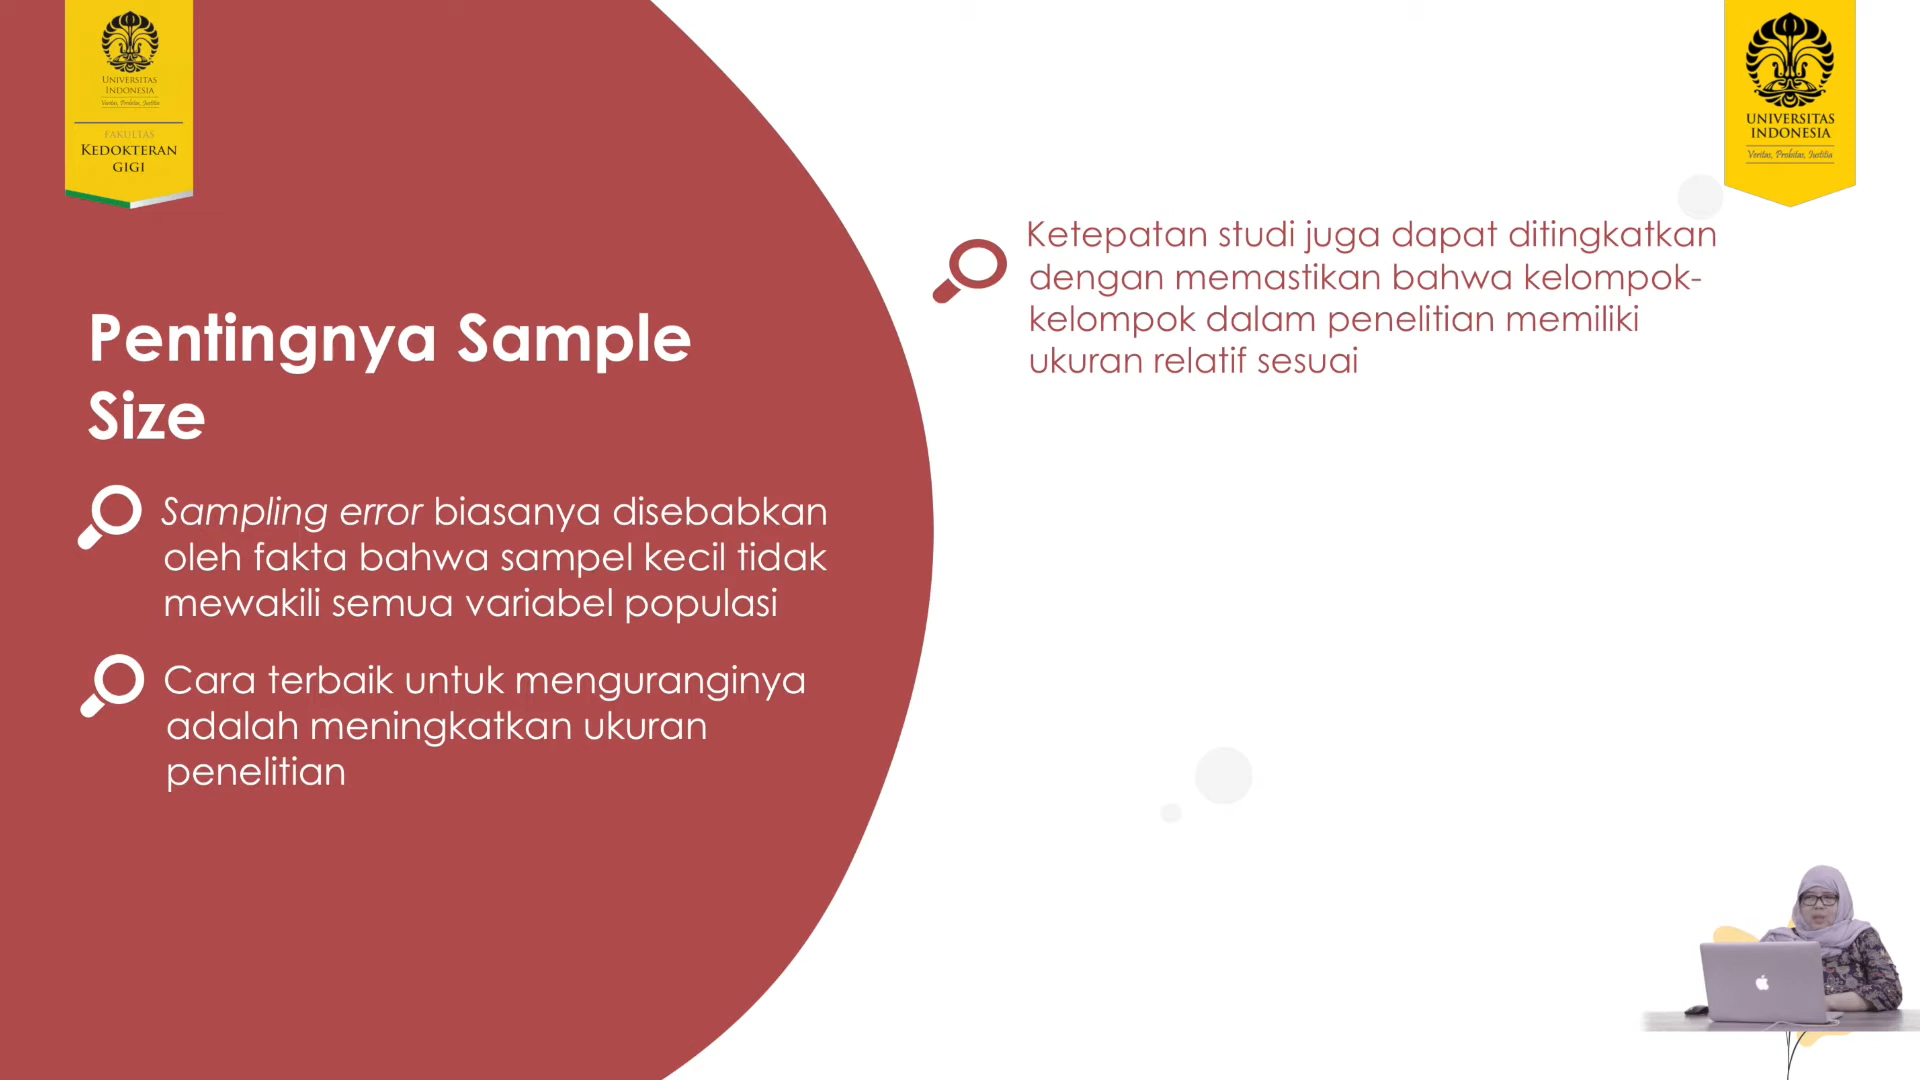 UNIVERSITAS
INDONESIA
Veritas, Probitas, Justitia
FAKULTAS
KEDOKTERAN
GIGI
UNIVERSITAS
INDONESIA
Veritas, Probitas, Justitia
Pentingnya Sample
Size
Sampling error biasanya disebabkan
oleh fakta bahwa sampel kecil tidak
mewakili semua variabel populasi
Cara terbaik untuk menguranginya
adalah meningkatkan ukuran
penelitian
Ketepatan studi juga dapat ditingkatkan
dengan memastikan bahwa kelompok-
kelompok dalam penelitian memiliki
ukuran relatif sesuai